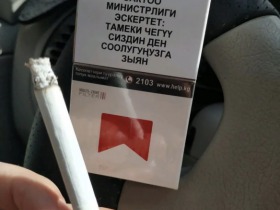 МИНИСТРЛИГИ
ЭСКЕРТЕТ:
ТАМЕКИ ЧЕГҮҮ
СИЗДИН ДЕН
СООЛУГУҢУЗГА
ЗЫЯН
2103 www.help.kg